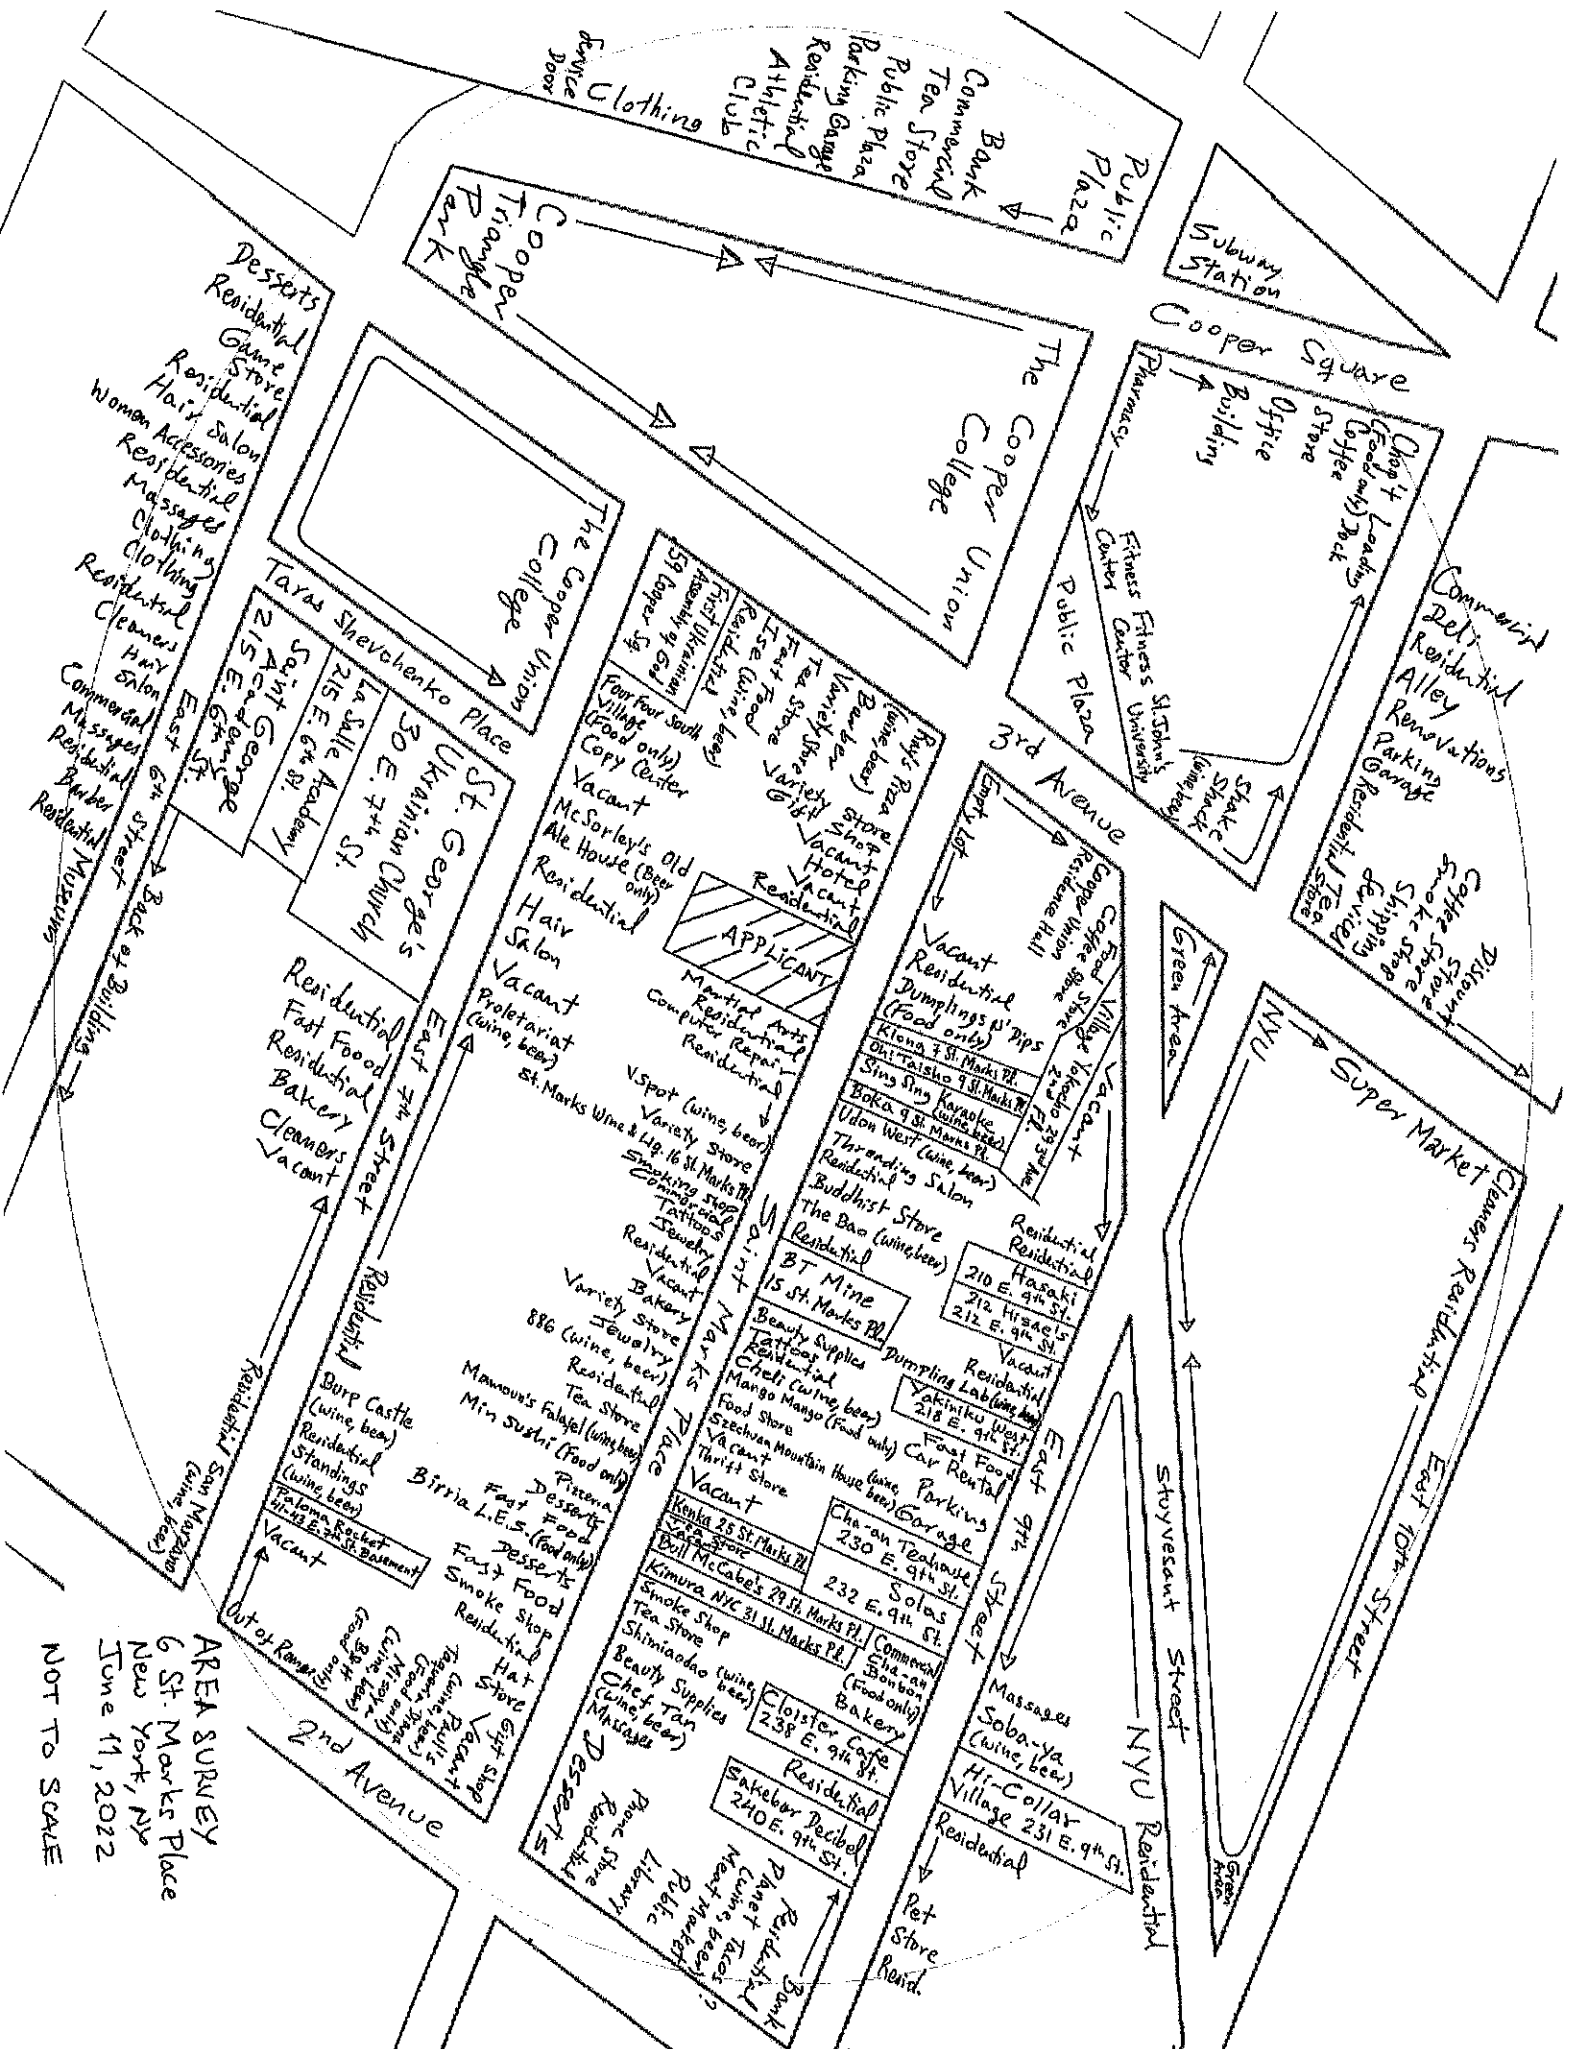 Service
Door
Clothing
Athletic
Club
Residential
Parking Garage
Public Plaza
Tea Store
Commercial
Bank
Public
Plaza
Subway
Station
Cooper Square
Cooper
Triangle
Park
The Cooper Union
College
Pharmacy
Building
Office
Store
Coffee
(Food only)
Chop't
Loading
Dock
Fitness
Center
Fitness
Center
St. John's
University
Public Plaza
Shake
Shack
(wine, beer)
Commercial
Deli
Residential
Alley
Renovations
Parking
Garage
Residential
Tea
Store
Services
Shipping
Smoke Shop
Coffee Store
Discount
Store
3rd Avenue
The Cooper Union
College
Taras Shevchenko Place
Desserts
Residential
Game
Store
Residential
Hair Salon
Women Accessories
Residential
Massages
Clothing
Clothing
Residential
Cleaners
Hair
Salon
Commercial
Massages
Residential
Barber
Residential
Museum
East 6th Street
Back of Building
Saint George
Academy
215 E. 6th St.
La Salle Academy
215 E. 6th St.
St. George's
Ukrainian Church
30 E. 7th St.
Residential
Fast Foood
Residential
Bakery
Cleaners
Vacant
Residential
San Marzano
(wine, beer)
East 7th Street
59 Cooper Sq
Assembly of God
First Ukrainian
Residential
Ise (wine, beer)
Fast Food
Tea Store
Variety Store
Barber
Ray's Pizza
(wine, beer)
Four Four South
Village
(Food only)
Copy Center
Vacant
McSorley's Old
Ale House (Beer
only)
Residential
Hair
Salon
Vacant
Proletariat
(wine, beer)
Residential
Burp Castle
(wine, beer)
Residential
Standings
(wine, beer)
Paloma Rocket
41-43 E. 7th St. Basement
Vacant
Out of Range
Variety Store
Gift Shop
Vacant
Hotel
Vacant
Residential
APPLICANT
Martial Arts
Residential
Computer Repair
Residential
VSpot (wine, beer)
Variety Store
St. Marks Wine & Liq. 16 St. Marks Pl.
Smoking Shop
Commercial
Tattoos
Jewelry
Residential
Vacant
Bakery
Variety Store
Jewelry
886 (wine, beer)
Residential
Tea Store
Mamoun's Falafel (wine, beer)
Min Sushi (Food only)
Pizzeria
Desserts
Fast
Food
Birria L.E.S. (food only)
Desserts
Fast Food
Smoke Shop
Residential
Hat
Store
Gift Shop
Vacant
Paul's
(wine, beer)
(Food only)
Misoya
(wine, beer)
B&H
(Food only)
Saint Marks Place
Empty Lot
Cooper Union
Residence Hall
Coffee Store
Food Store
Village Yokocho
29 3rd Ave
2nd Fl.
Vacant
Vacant
Residential
Dumplings n' Dips
(Food only)
Klong 7 St. Marks Pl.
Oh! Taisho 9 St. Marks Pl.
Sing Sing Karaoke
(wine, beer)
Boka 9 St. Marks Pl.
Udon West (wine, beer)
Threading Salon
Residential
Buddhist Store
The Bao (wine, beer)
Residential
BT Mine
15 St. Marks Pl.
Beauty Supplies
Tattoos
Residential
Cheli (wine, beer)
Mango Mango (Food only)
Food Store
Szechuan Mountain House (wine,
beer)
Vacant
Thrift Store
Vacant
Kenka 25 St. Marks Pl.
Tea Store
Vacant
Bull McCabe's 29 St. Marks Pl.
Kimura NYC 31 St. Marks Pl.
Smoke Shop
Tea Store
Shimiaodao (wine,
beer)
Beauty Supplies
Chef Tan
(wine, beer)
Massages
Desserts
Phone Store
Residential
Library
Public
Meat Market
(wine, beer)?
Planet Tacos
Residential
Bank
Residential
Residential
Hasaki
210 E. 9th St.
212 Hisae's
212 E. 9th St.
Vacant
Residential
Dumpling Lab (wine, beer)
Yakiniku West
218 E. 9th St.
Fast Food
Car Rental
Parking
Garage
Cha-an Teahouse
230 E. 9th St.
Solas
232 E. 9th St.
Commercial
Cha-an
Bonbon
(Food only)
Bakery
Cloister Cafe
238 E. 9th St.
Residential
Sakebar Decibel
240 E. 9th St.
East 9th Street
Massages
Soba-ya
(wine, beer)
Hi-Collar
Village 231 E. 9th St.
Residential
Pet
Store
Resid.
NYU Residential
Stuyvesant Street
Green Area
NYU
Super Market
Cleaners
Residential
Green
Area
East 10th Street
2nd Avenue
AREA SURVEY
6 St. Marks Place
New York, NY
June 11, 2022
NOT TO SCALE